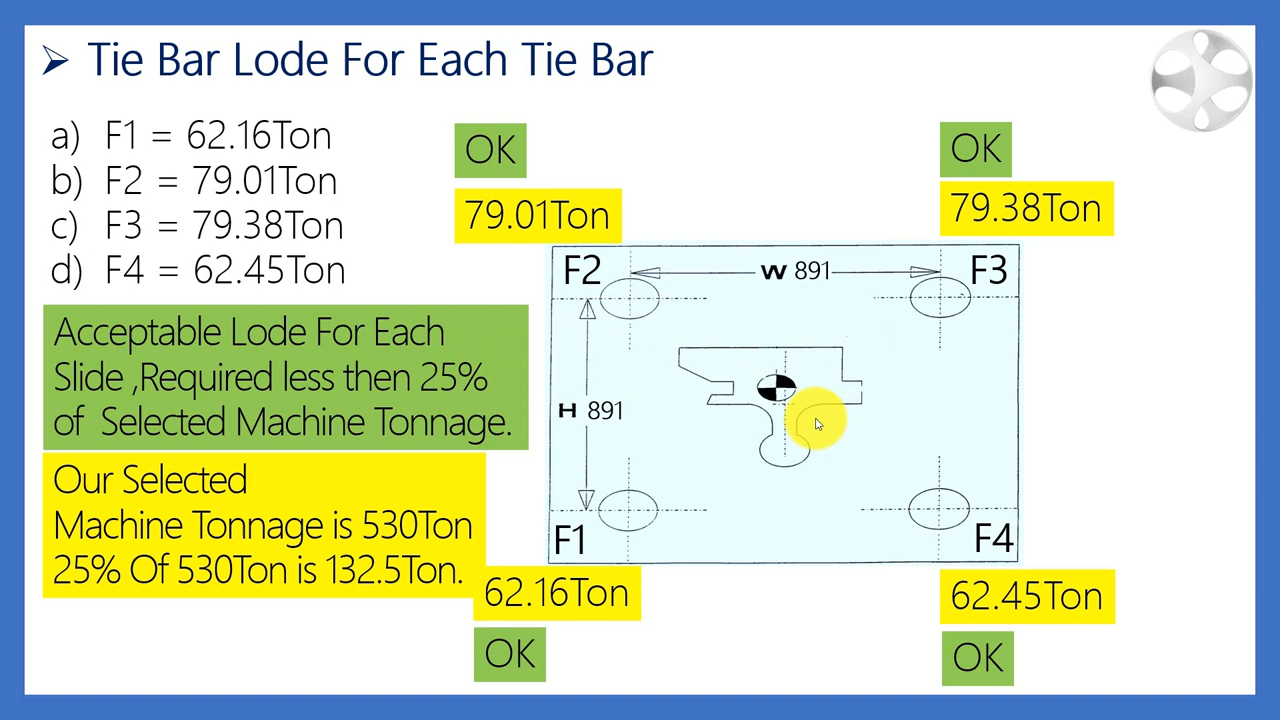 ➢ Tie Bar Lode For Each Tie Bar
a) F1 = 62.16Ton
b) F2 = 79.01Ton
c) F3 = 79.38Ton
d) F4 = 62.45Ton
Acceptable Lode For Each
Slide ,Required less then 25%
of Selected Machine Tonnage.
Our Selected
Machine Tonnage is 530Ton
25% Of 530Ton is 132.5Ton.
OK
79.01Ton
OK
79.38Ton
F2
W 891
F3
H 891
F1
F4
62.16Ton
OK
62.45Ton
OK